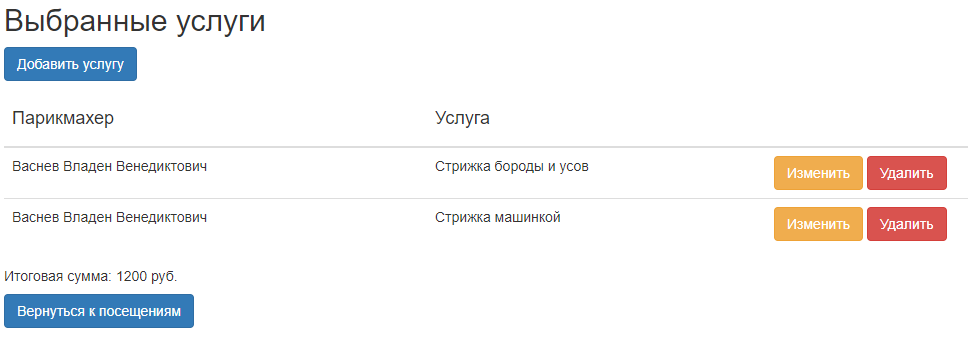 Выбранные услуги
Добавить услугу
Парикмахер Услуга
Васнев Владен Венедиктович Стрижка бороды и усов Изменить Удалить
Васнев Владен Венедиктович Стрижка машинкой Изменить Удалить
Итоговая сумма: 1200 руб.
Вернуться к посещениям